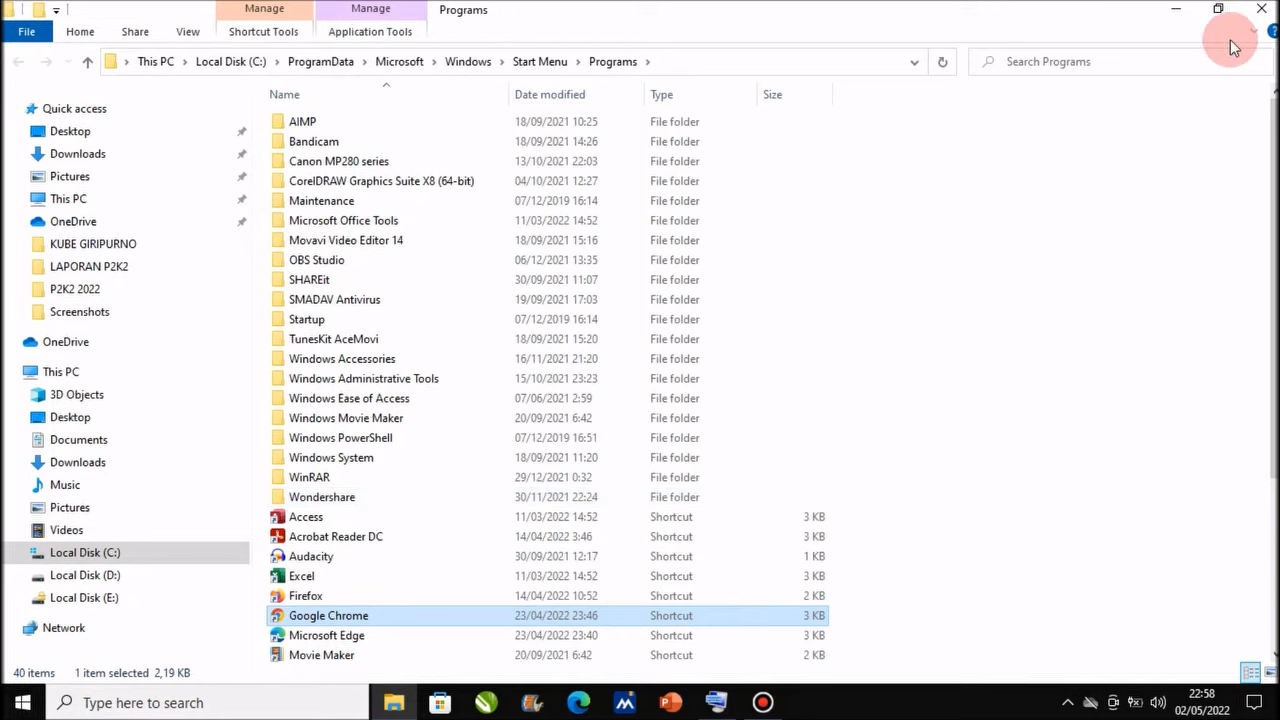 Manage
Manage
Programs
File
Home
Share
View
Shortcut Tools
Application Tools
This PC
Local Disk (C:)
ProgramData
Microsoft
Windows
Start Menu
Programs
Search Programs
Name
Date modified
Type
Size
Quick access
Desktop
Downloads
Pictures
This PC
OneDrive
KUBE GIRIPURNO
LAPORAN P2K2
P2K2 2022
Screenshots
OneDrive
This PC
3D Objects
Desktop
Documents
Downloads
Music
Pictures
Videos
Local Disk (C:)
Local Disk (D:)
Local Disk (E:)
Network
AIMP 18/09/2021 10:25 File folder
Bandicam 18/09/2021 14:26 File folder
Canon MP280 series 13/10/2021 22:03 File folder
CorelDRAW Graphics Suite X8 (64-bit) 04/10/2021 12:27 File folder
Maintenance 07/12/2019 16:14 File folder
Microsoft Office Tools 11/03/2022 14:52 File folder
Movavi Video Editor 14 18/09/2021 15:16 File folder
OBS Studio 06/12/2021 13:35 File folder
SHAREit 30/09/2021 11:07 File folder
SMADAV Antivirus 19/09/2021 17:03 File folder
Startup 07/12/2019 16:14 File folder
TunesKit AceMovi 18/09/2021 15:20 File folder
Windows Accessories 16/11/2021 21:20 File folder
Windows Administrative Tools 15/10/2021 23:23 File folder
Windows Ease of Access 07/06/2021 2:59 File folder
Windows Movie Maker 20/09/2021 6:42 File folder
Windows PowerShell 07/12/2019 16:51 File folder
Windows System 18/09/2021 11:20 File folder
WinRAR 29/12/2021 0:32 File folder
Wondershare 30/11/2021 22:24 File folder
Access 11/03/2022 14:52 Shortcut 3 KB
Acrobat Reader DC 14/04/2022 3:46 Shortcut 3 KB
Audacity 30/09/2021 12:17 Shortcut 1 KB
Excel 11/03/2022 14:52 Shortcut 3 KB
Firefox 14/04/2022 10:52 Shortcut 2 KB
Google Chrome 23/04/2022 23:46 Shortcut 3 KB
Microsoft Edge 23/04/2022 23:40 Shortcut 3 KB
Movie Maker 20/09/2021 6:42 Shortcut 2 KB
40 items 1 item selected 2,19 KB
Type here to search
22:58
02/05/2022